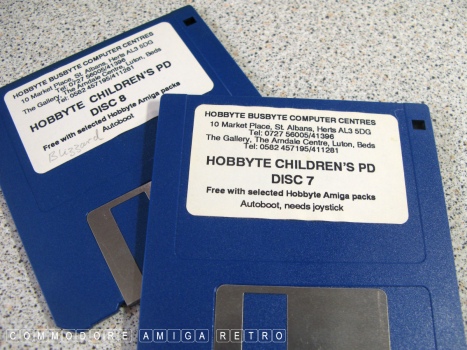 HOBBYTE BUSBYTE COMPUTER CENTRES
10 Market Place, St. Albans, Herts AL3 5DG
Tel: 0727 56005/41396
The Gallery, The Arndale Centre, Luton, Beds
Tel: 0582 457195/411281
HOBBYTE CHILDREN'S PD
DISC 8
Free with selected Hobbyte Amiga packs
Autoboot
Blizzard
HOBBYTE BUSBYTE COMPUTER CENTRES
10 Market Place, St. Albans, Herts AL3 5DG
Tel: 0727 56005/41396
The Gallery, The Arndale Centre, Luton, Beds
Tel: 0582 457195/411281
HOBBYTE CHILDREN'S PD
DISC 7
Free with selected Hobbyte Amiga packs
Autoboot, needs joystick
COMMODORE AMIGA RETRO